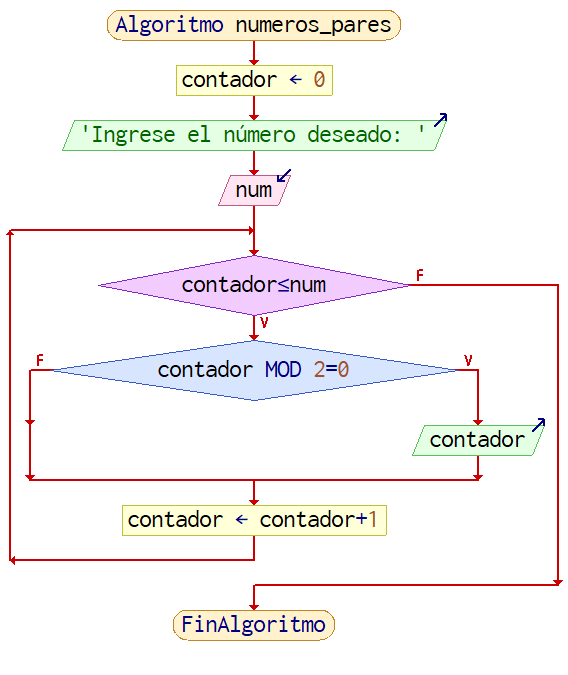 Algoritmo numeros_pares
contador ← 0
'Ingrese el número deseado: '
num
contador≤num
F
V
contador MOD 2=0
F
V
contador
contador ← contador+1
FinAlgoritmo